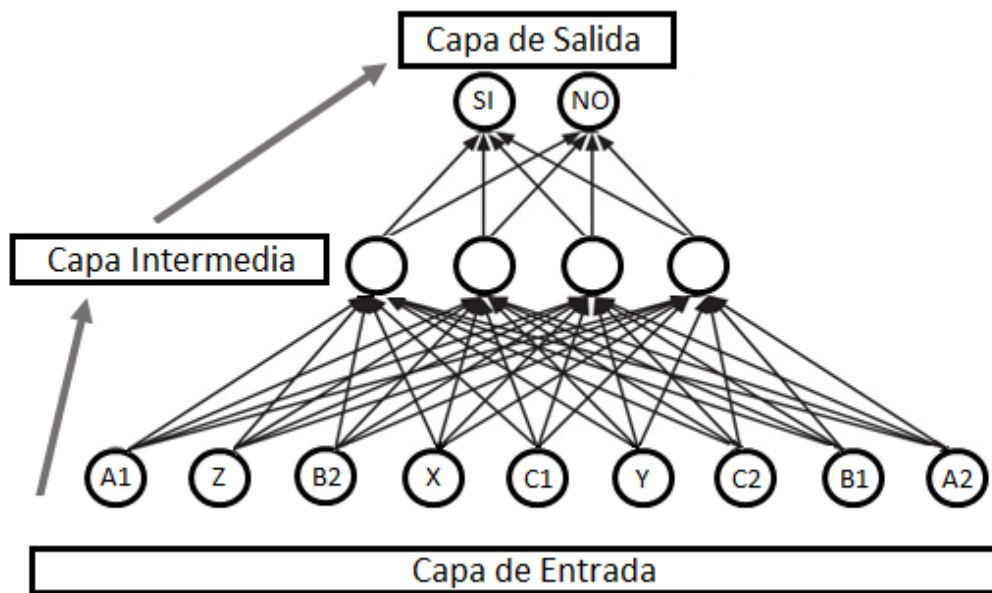 Capa de Salida
SI NO
Capa Intermedia
A1 Z B2 X C1 Y C2 B1 A2
Capa de Entrada